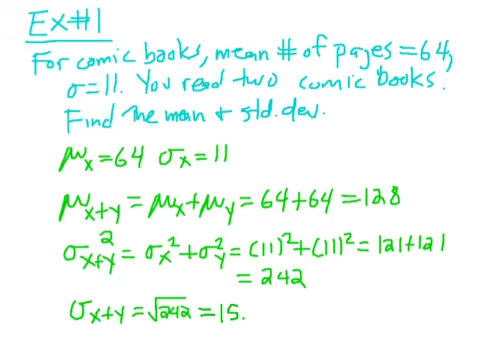 Ex#1
For comic books, mean # of pages = 64,
σ = 11. You read two comic books.
Find the mean + std. dev.
μx = 64 σx = 11
μx+y = μx + μy = 64 + 64 = 128
σ²x+y = σx² + σy² = (11)² + (11)² = 121 + 121
= 242
σx+y = √242 = 15.